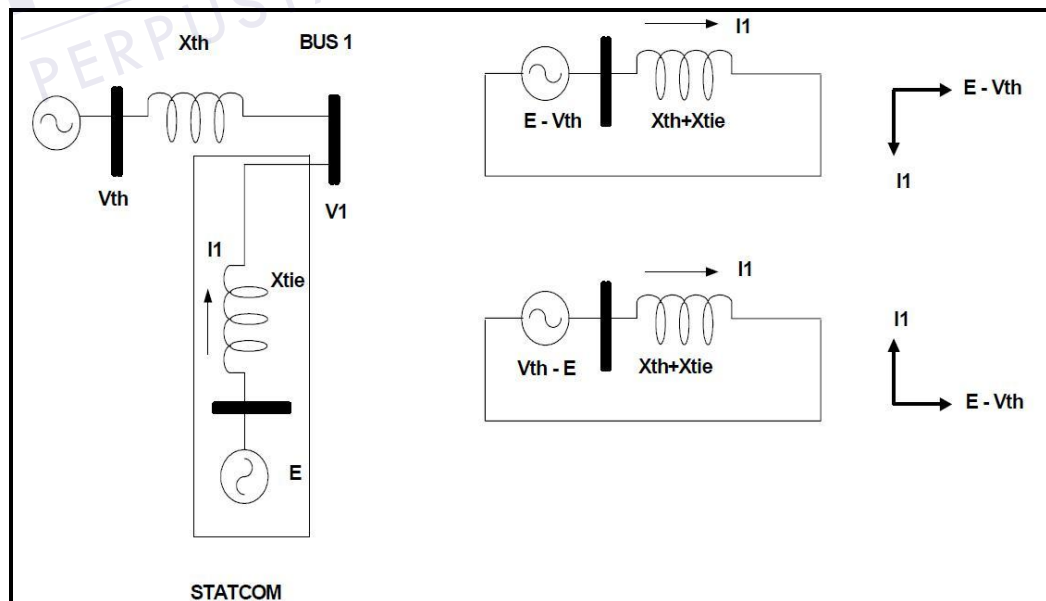 PERPUSTA
Xth
BUS 1
Vth
V1
I1
Xtie
E
STATCOM
I1
E - Vth
Xth+Xtie
E - Vth
I1
I1
Vth - E
Xth+Xtie
I1
E - Vth